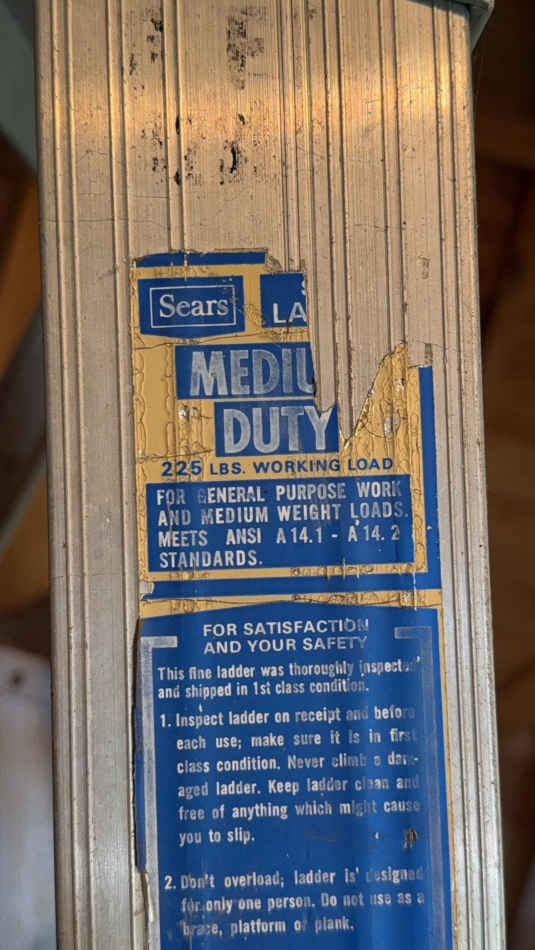 Sears
LA
MEDIU
DUTY
225 LBS. WORKING LOAD
FOR GENERAL PURPOSE WORK
AND MEDIUM WEIGHT LOADS.
MEETS ANSI A14.1 - A14.2
STANDARDS.
FOR SATISFACTION
AND YOUR SAFETY
This fine ladder was thoroughly inspected
and shipped in 1st class condition.
1. Inspect ladder on receipt and before
each use; make sure it is in first
class condition. Never climb a dam-
aged ladder. Keep ladder clean and
free of anything which might cause
you to slip.
2. Don't overload; ladder is designed
for only one person. Do not use as a
brace, platform or plank.